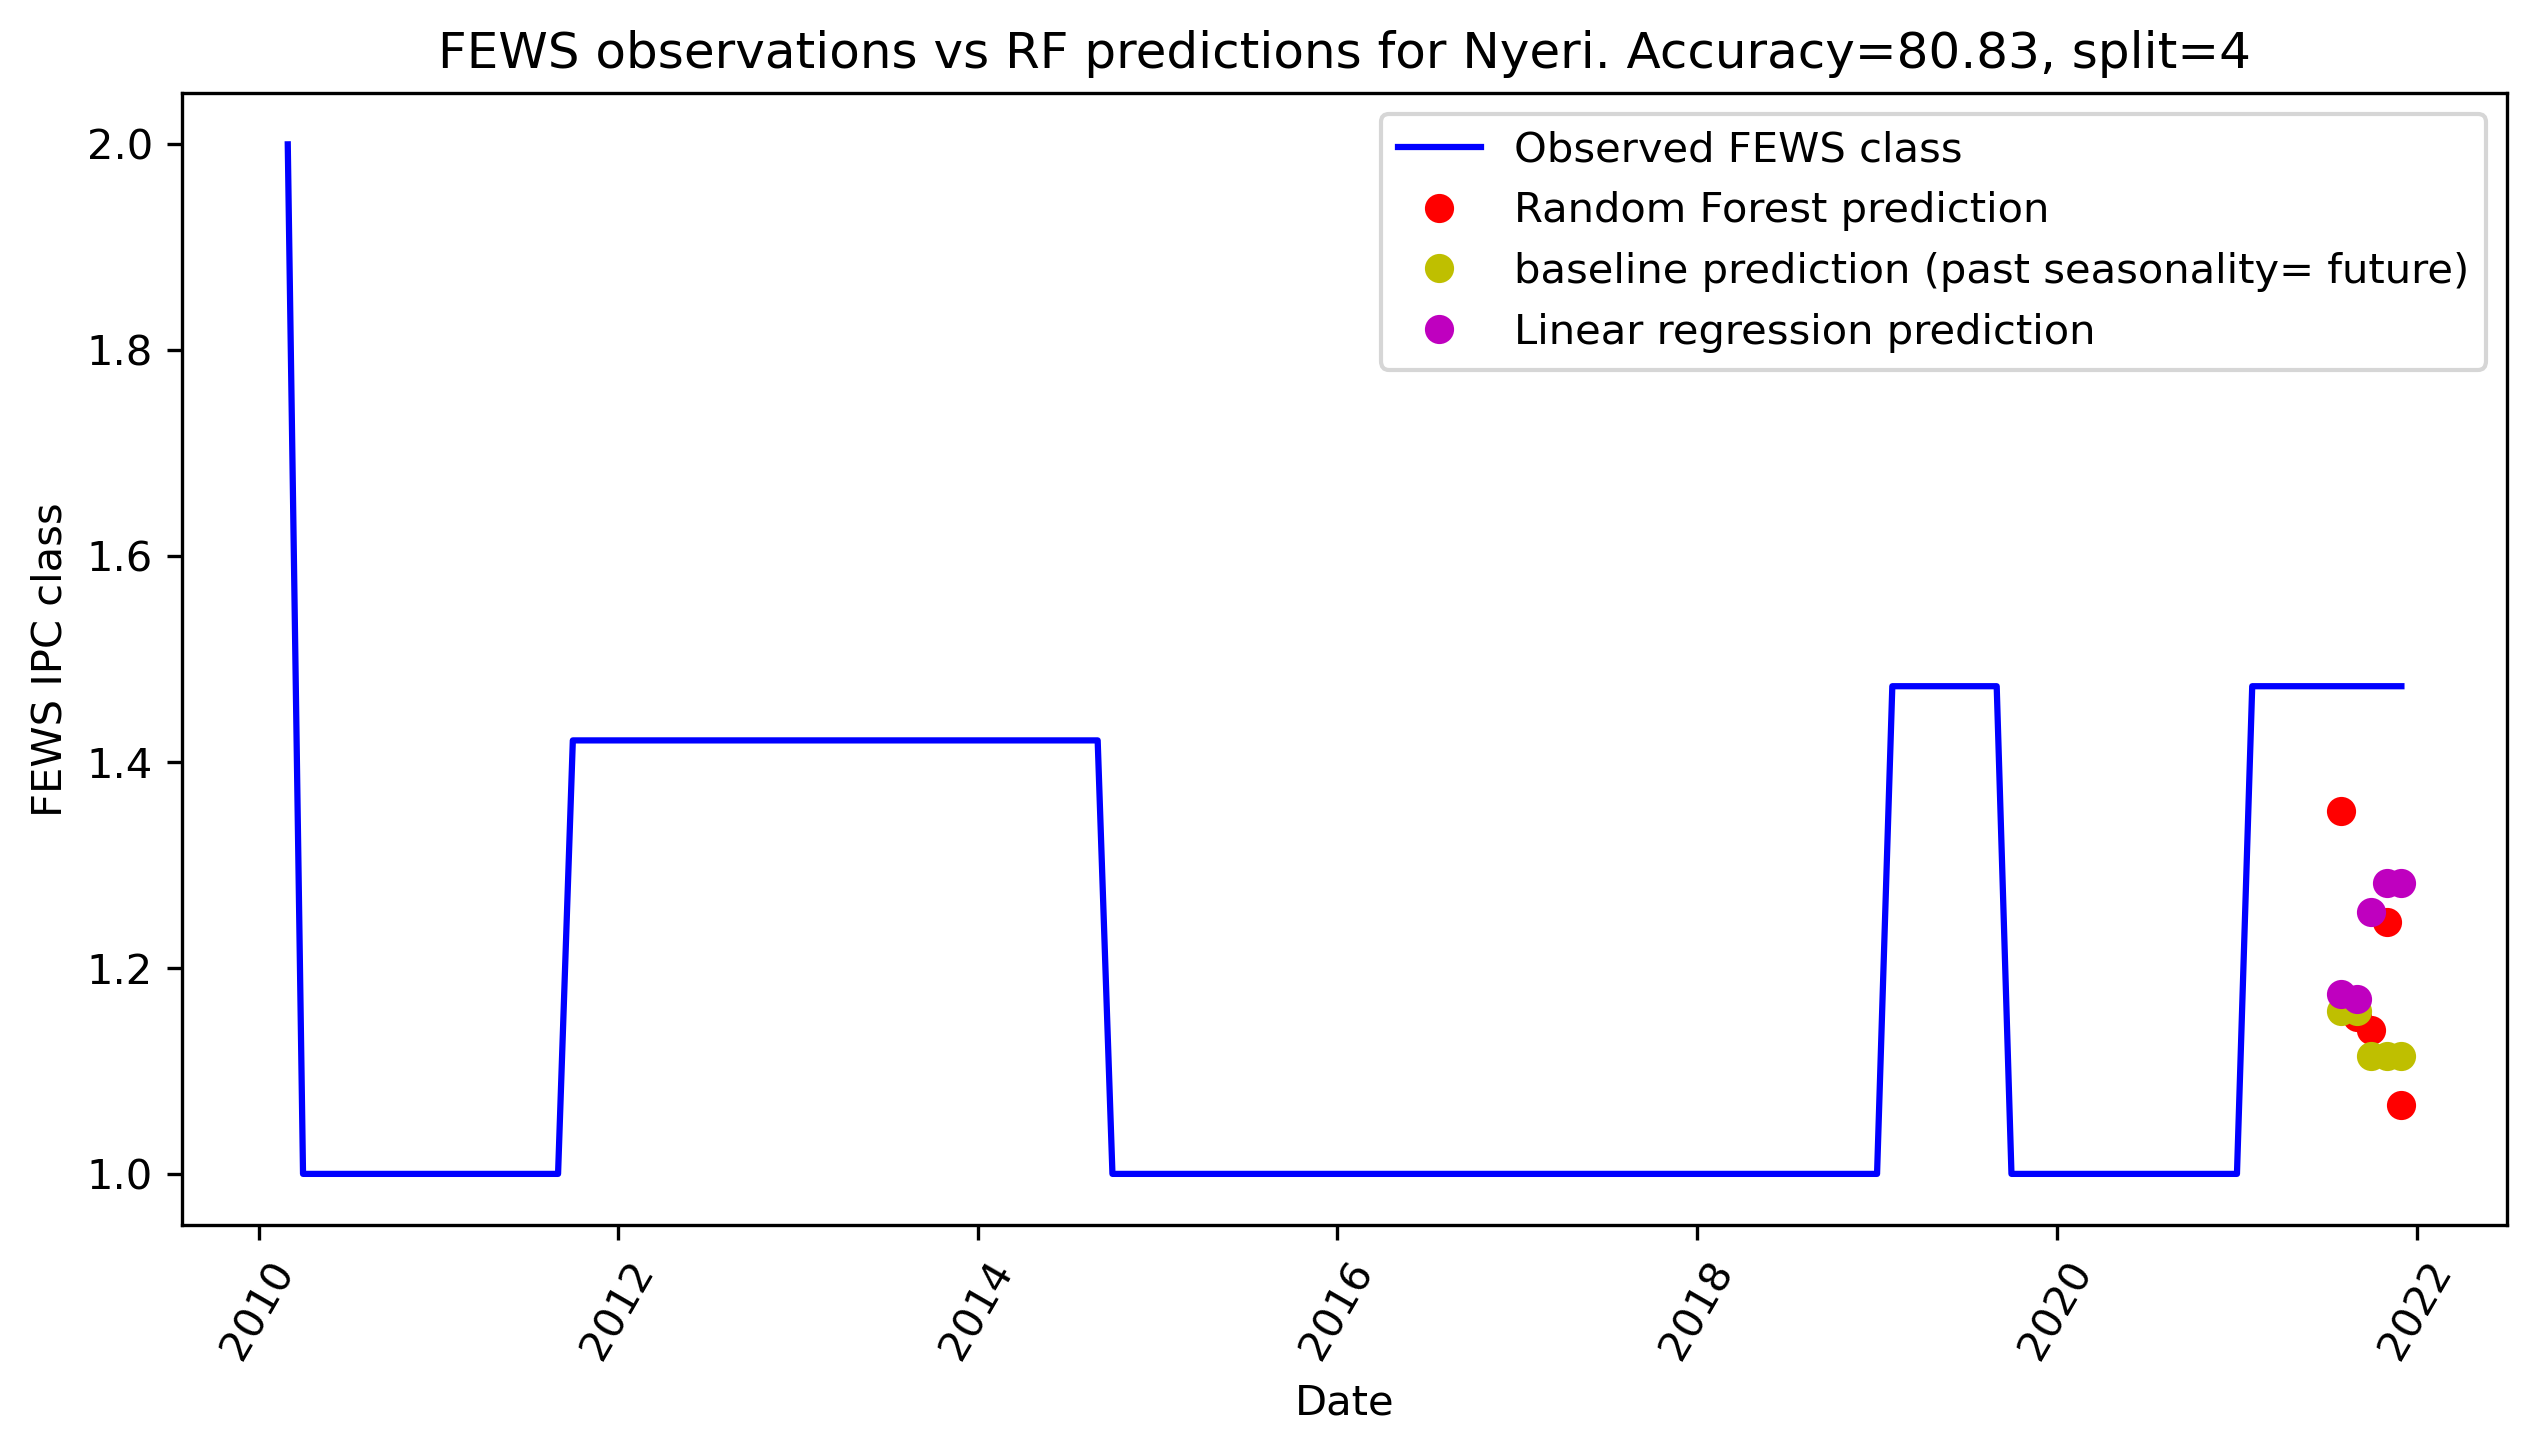 FEWS observations vs RF predictions for Nyeri. Accuracy=80.83, split=4
Observed FEWS class
Random Forest prediction
baseline prediction (past seasonality= future)
Linear regression prediction
FEWS IPC class
2.0
1.8
1.6
1.4
1.2
1.0
2010
2012
2014
2016
2018
2020
2022
Date